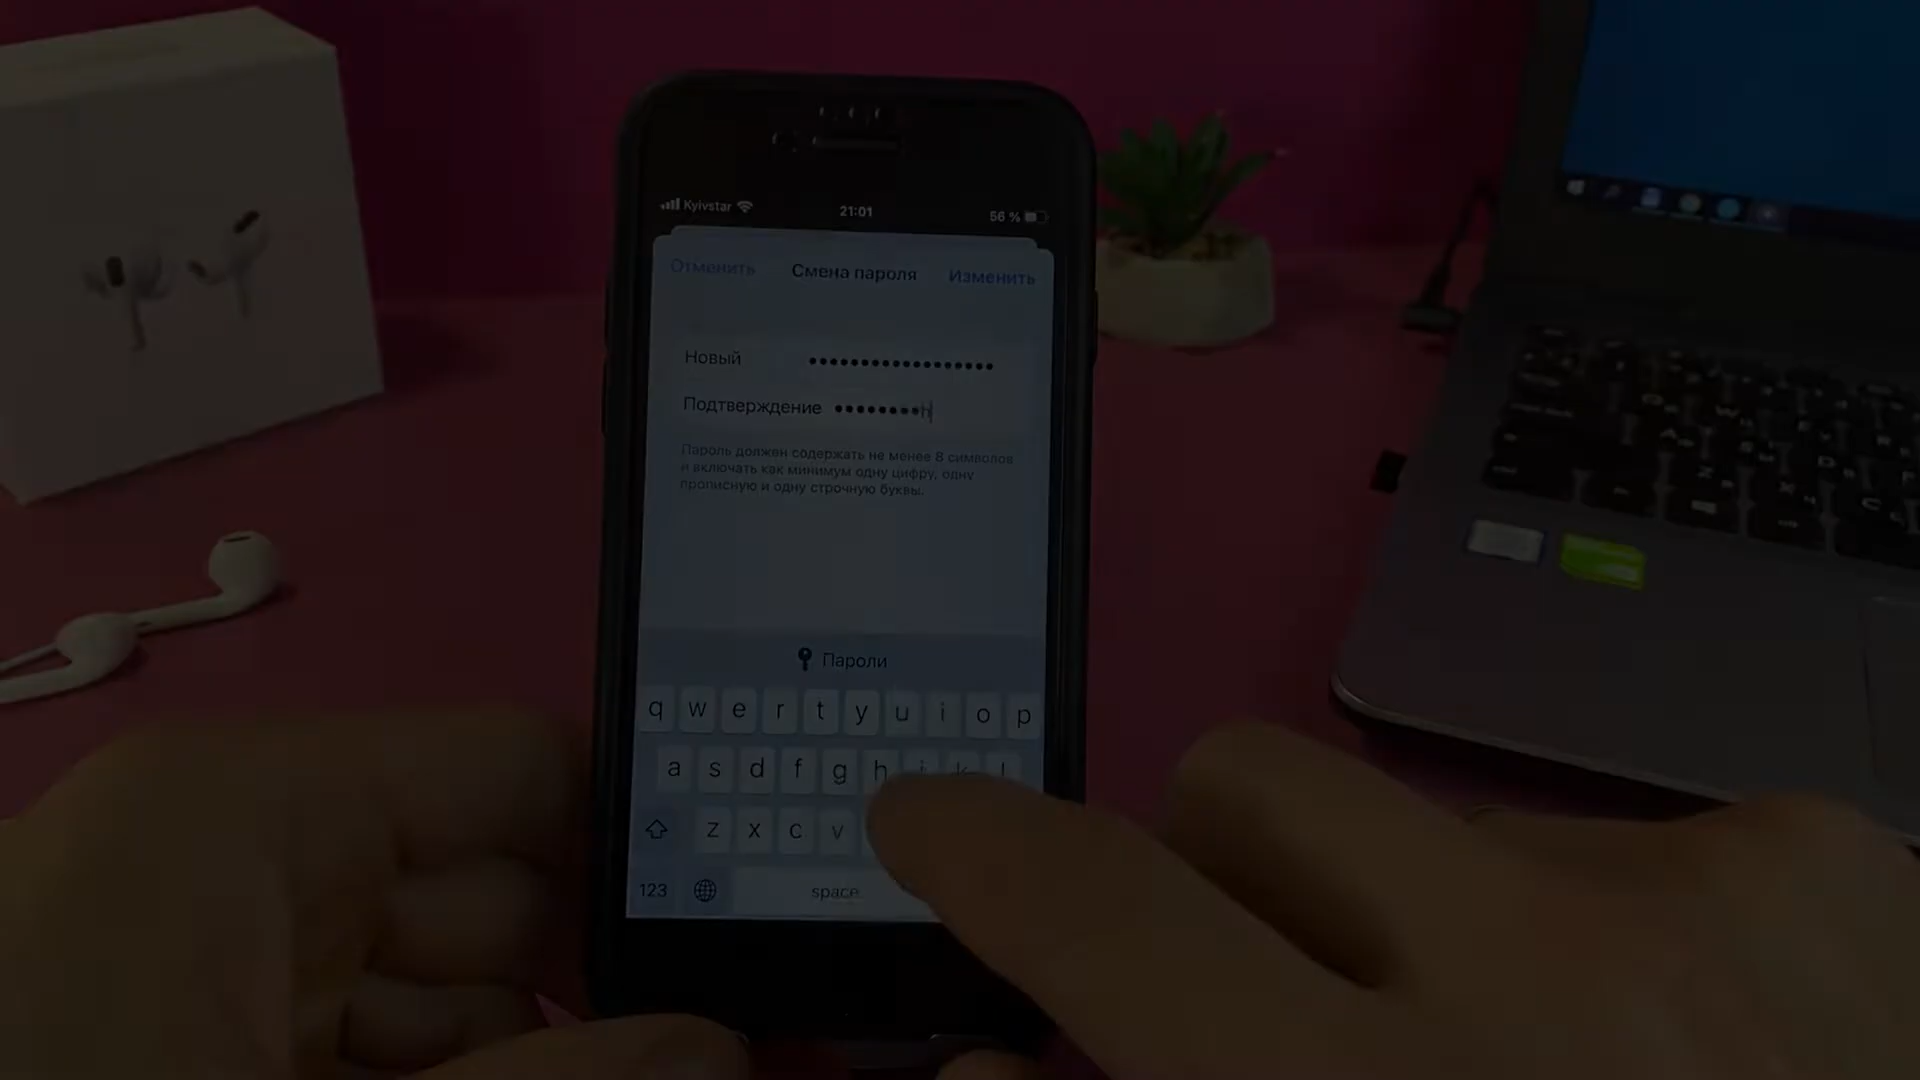 Kyivstar 21:01 56 %
Отменить Смена пароля Изменить
Новый ••••••••••••••••••
Подтверждение ••••••••h
Пароль должен содержать не менее 8 символов
и включать как минимум одну цифру, одну
прописную и одну строчную буквы.
Пароли
q w e r t y u i o p
a s d f g h j k l
z x c v
123 space